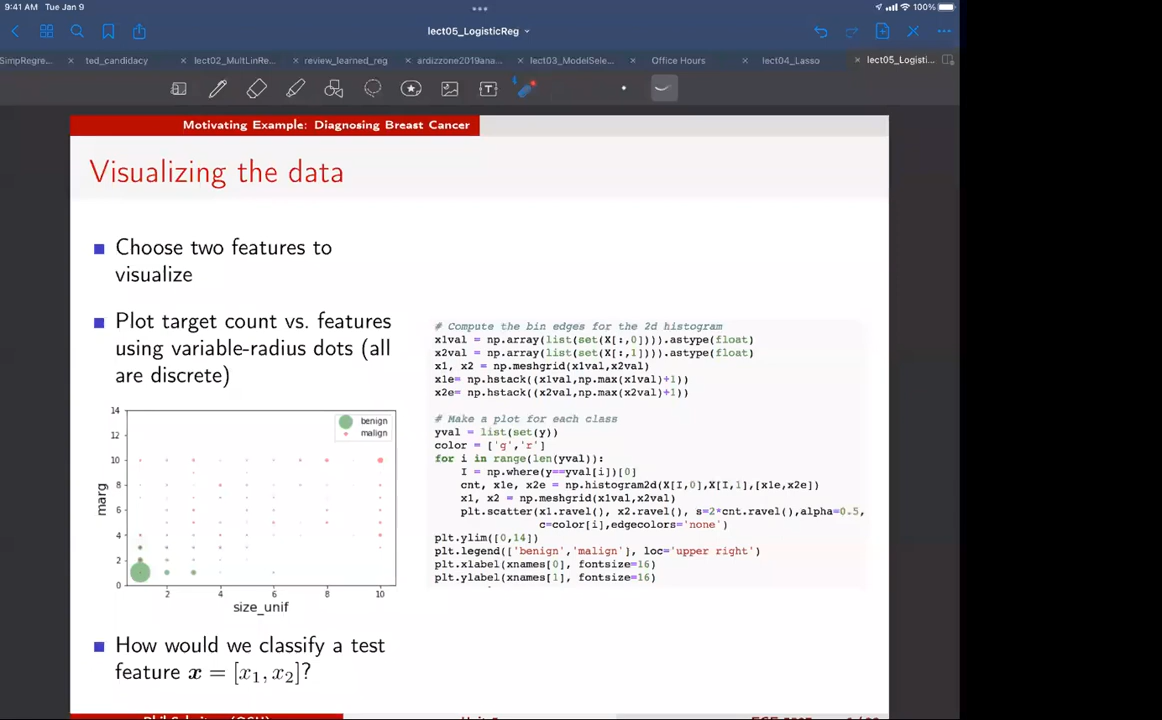 9:41 AM Tue Jan 9
100%
lect05_LogisticReg
SimpRegre...
ted_candidacy
lect02_MultLinRe...
review_learned_reg
ardizzone2019ana...
lect03_ModelSele...
Office Hours
lect04_Lasso
lect05_Logisti...
Motivating Example: Diagnosing Breast Cancer
Visualizing the data
Choose two features to
visualize
Plot target count vs. features
using variable-radius dots (all
are discrete)
14
12
10
8
6
4
2
0
marg
benign
malign
2
4
6
8
10
size_unif
How would we classify a test
feature x = [x₁, x₂]?
# Compute the bin edges for the 2d histogram
x1val = np.array(list(set(X[:,0]))).astype(float)
x2val = np.array(list(set(X[:,1]))).astype(float)
x1, x2 = np.meshgrid(x1val,x2val)
x1e= np.hstack((x1val,np.max(x1val)+1))
x2e= np.hstack((x2val,np.max(x2val)+1))
# Make a plot for each class
yval = list(set(y))
color = ['g','r']
for i in range(len(yval)):
I = np.where(y==yval[i])[0]
cnt, x1e, x2e = np.histogram2d(X[I,0],X[I,1],[x1e,x2e])
x1, x2 = np.meshgrid(x1val,x2val)
plt.scatter(x1.ravel(), x2.ravel(), s=2*cnt.ravel(),alpha=0.5,
c=color[i],edgecolors='none')
plt.ylim([0,14])
plt.legend(['benign','malign'], loc='upper right')
plt.xlabel(xnames[0], fontsize=16)
plt.ylabel(xnames[1], fontsize=16)